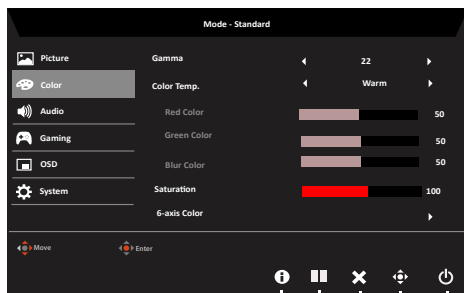 Mode - Standard
Picture
Gamma 22
Color
Color Temp. Warm
Audio
Red Color 50
Gaming
Green Color 50
OSD
Blur Color 50
System
Saturation 100
6-axis Color
Move Enter